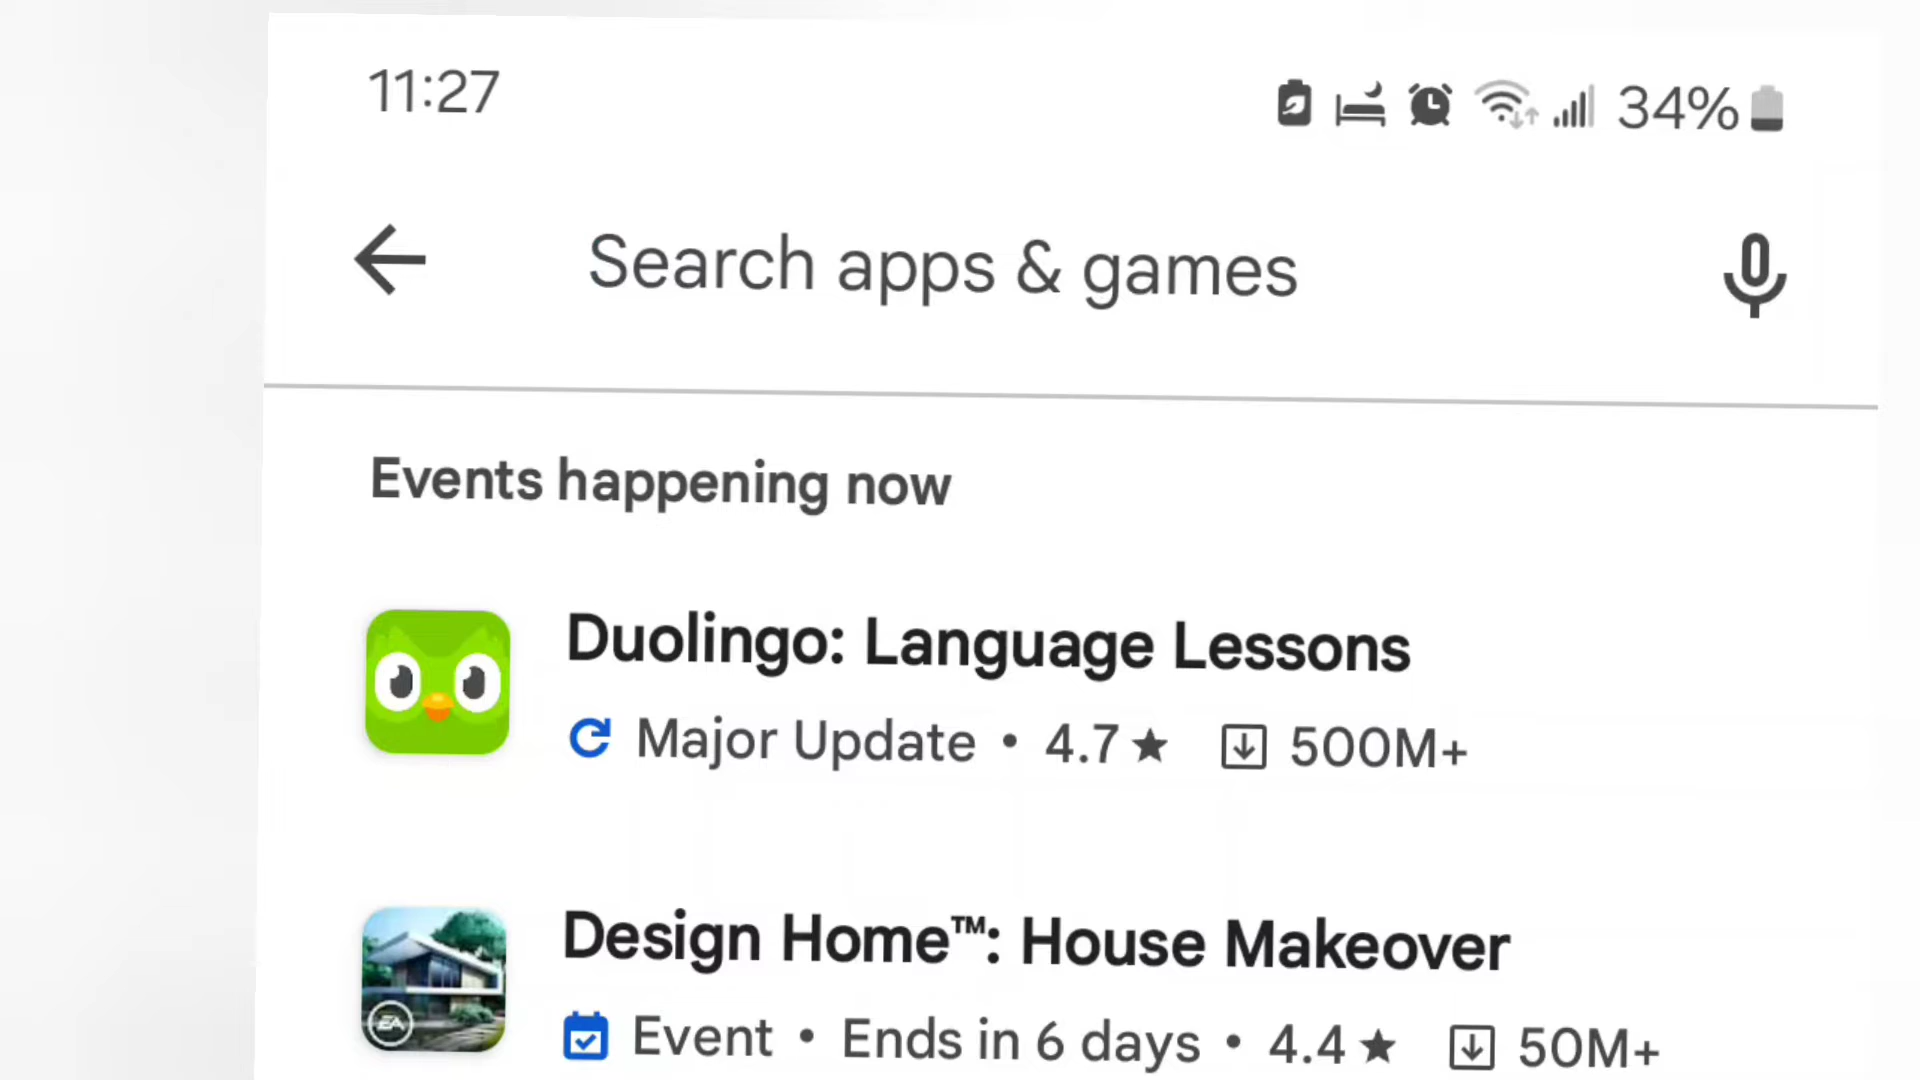 11:27 34%
Search apps & games
Events happening now
Duolingo: Language Lessons
Major Update • 4.7★ 500M+
Design Home™: House Makeover
EA
Event • Ends in 6 days • 4.4★ 50M+